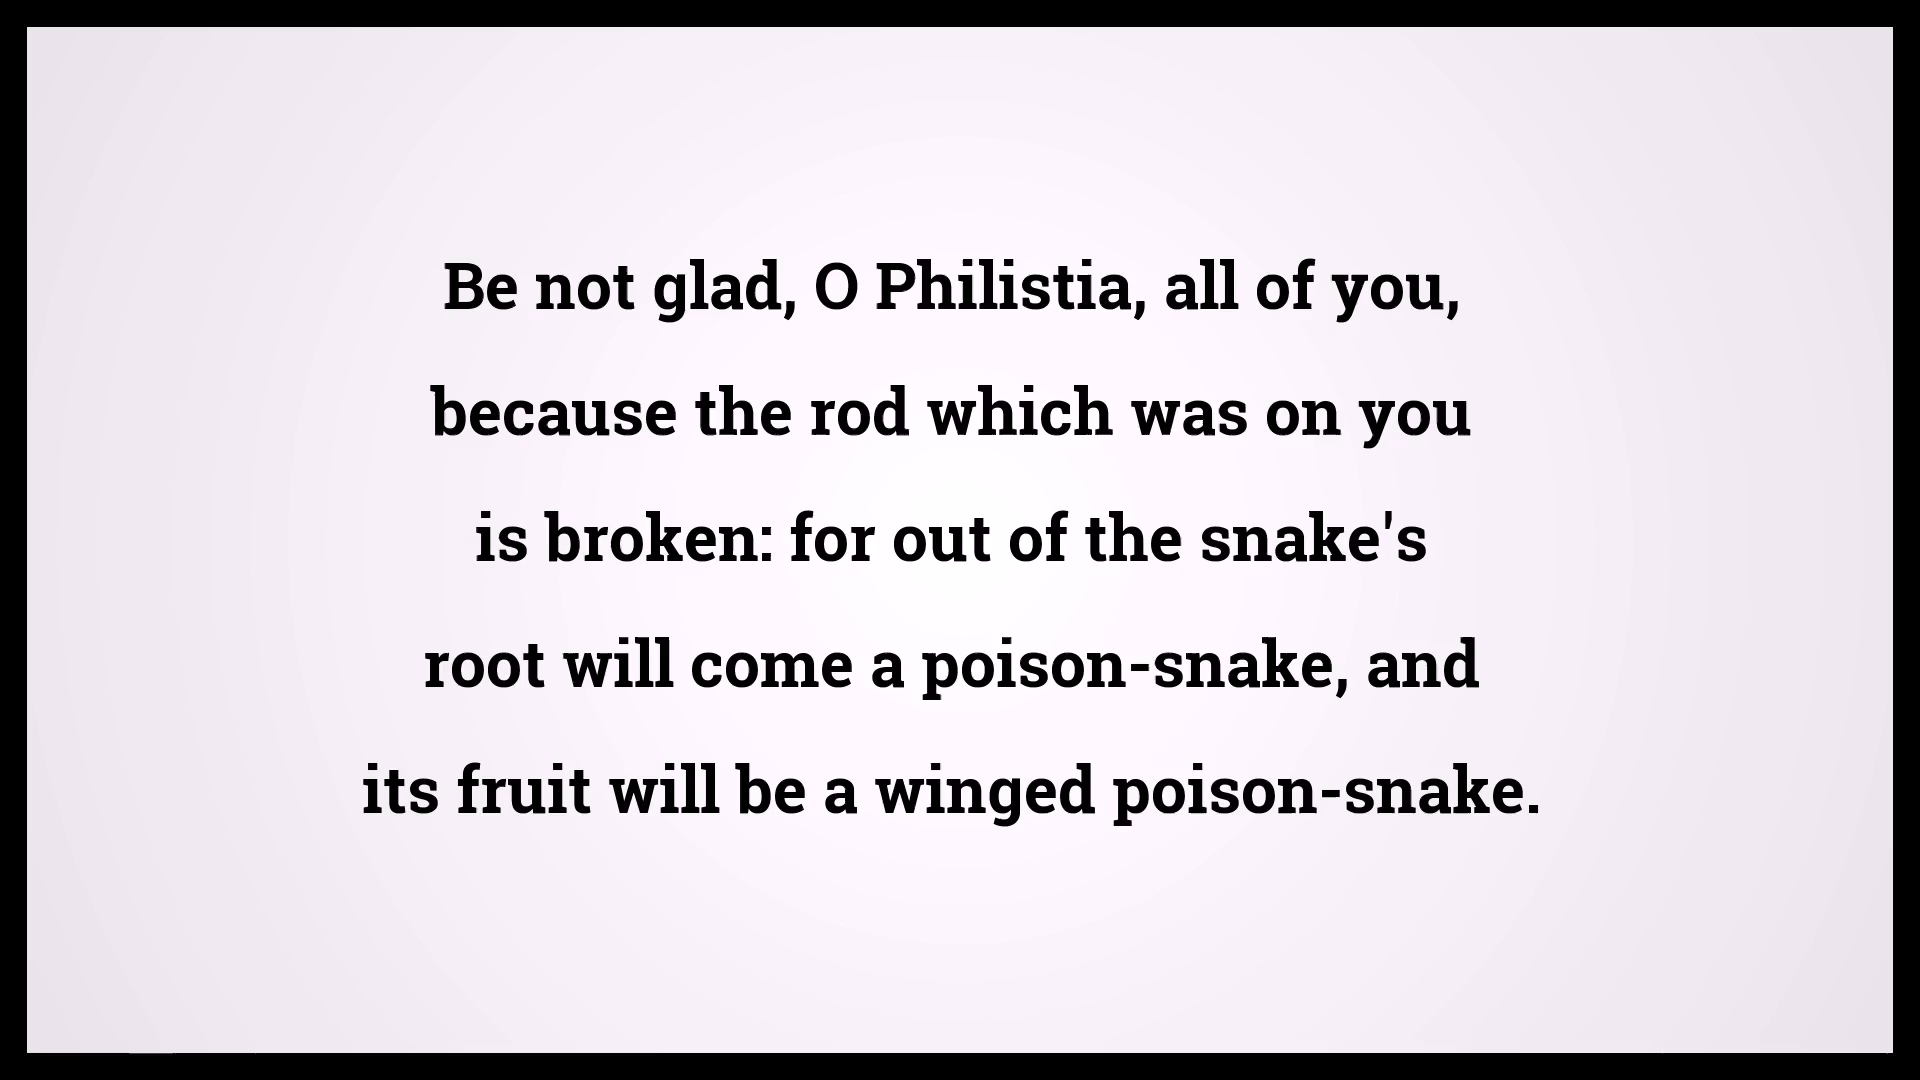 Be not glad, O Philistia, all of you,
because the rod which was on you
is broken: for out of the snake's
root will come a poison-snake, and
its fruit will be a winged poison-snake.